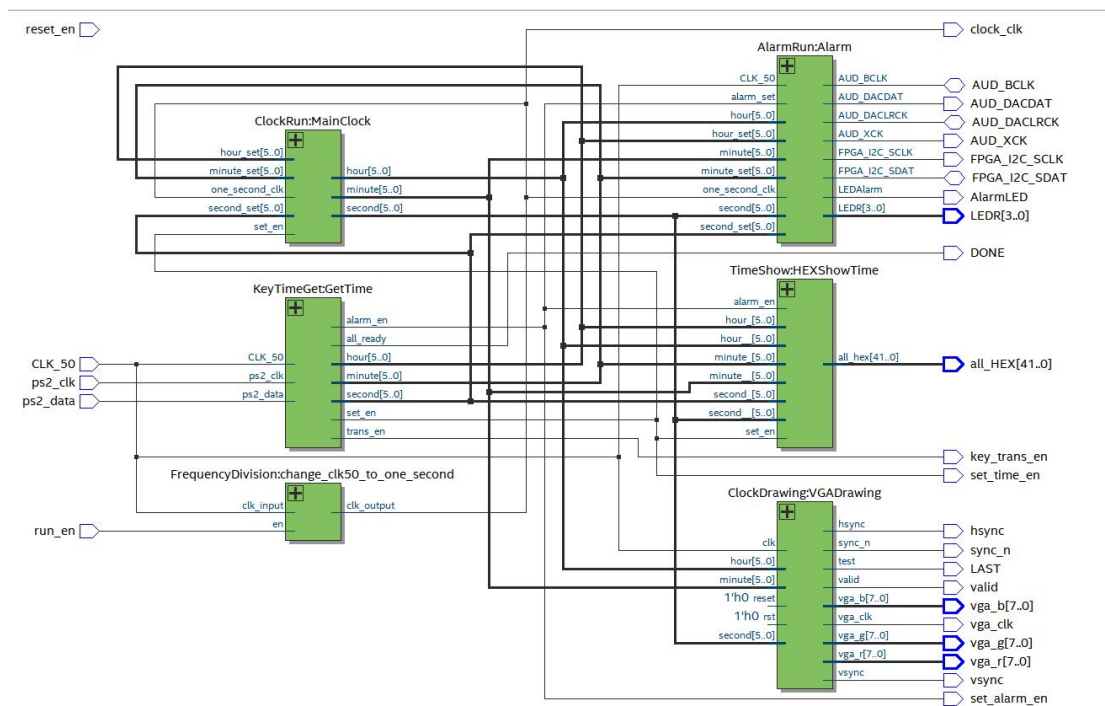 reset_en
clock_clk
AlarmRun:Alarm
CLK_50
alarm_set
hour[5..0]
hour_set[5..0]
minute[5..0]
minute_set[5..0]
one_second_clk
second[5..0]
second_set[5..0]
AUD_BCLK
AUD_DACDAT
AUD_DACLRCK
AUD_XCK
FPGA_I2C_SCLK
FPGA_I2C_SDAT
LEDAlarm
LEDR[3..0]
AUD_BCLK
AUD_DACDAT
AUD_DACLRCK
AUD_XCK
FPGA_I2C_SCLK
FPGA_I2C_SDAT
AlarmLED
LEDR[3..0]
ClockRun:MainClock
hour_set[5..0]
minute_set[5..0]
one_second_clk
second_set[5..0]
set_en
hour[5..0]
minute[5..0]
second[5..0]
DONE
KeyTimeGet:GetTime
CLK_50
ps2_clk
ps2_data
CLK_50
ps2_clk
ps2_data
alarm_en
all_ready
hour[5..0]
minute[5..0]
second[5..0]
set_en
trans_en
TimeShow:HEXShowTime
alarm_en
hour_[5..0]
hour__[5..0]
minute_[5..0]
minute__[5..0]
second_[5..0]
second__[5..0]
set_en
all_hex[41..0]
all_HEX[41..0]
key_trans_en
set_time_en
FrequencyDivision:change_clk50_to_one_second
clk_input
en
clk_output
run_en
ClockDrawing:VGADrawing
clk
hour[5..0]
minute[5..0]
1'h0 reset
1'h0 rst
second[5..0]
hsync
sync_n
test
valid
vga_b[7..0]
vga_clk
vga_g[7..0]
vga_r[7..0]
vsync
hsync
sync_n
LAST
valid
vga_b[7..0]
vga_clk
vga_g[7..0]
vga_r[7..0]
vsync
set_alarm_en